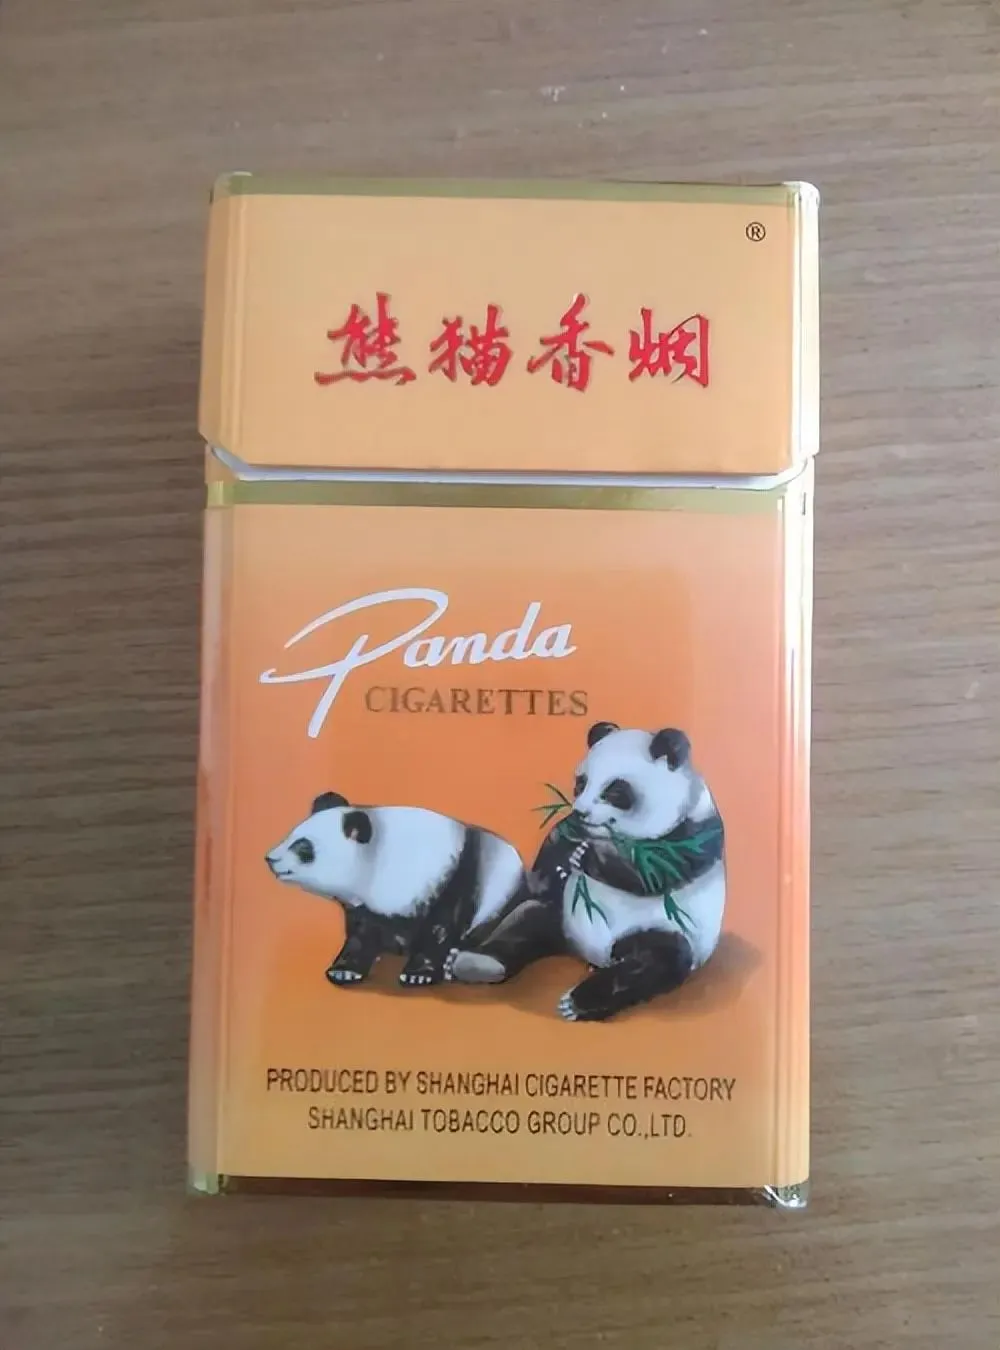 ®
熊猫香烟
Panda
CIGARETTES
PRODUCED BY SHANGHAI CIGARETTE FACTORY
SHANGHAI TOBACCO GROUP CO.,LTD.